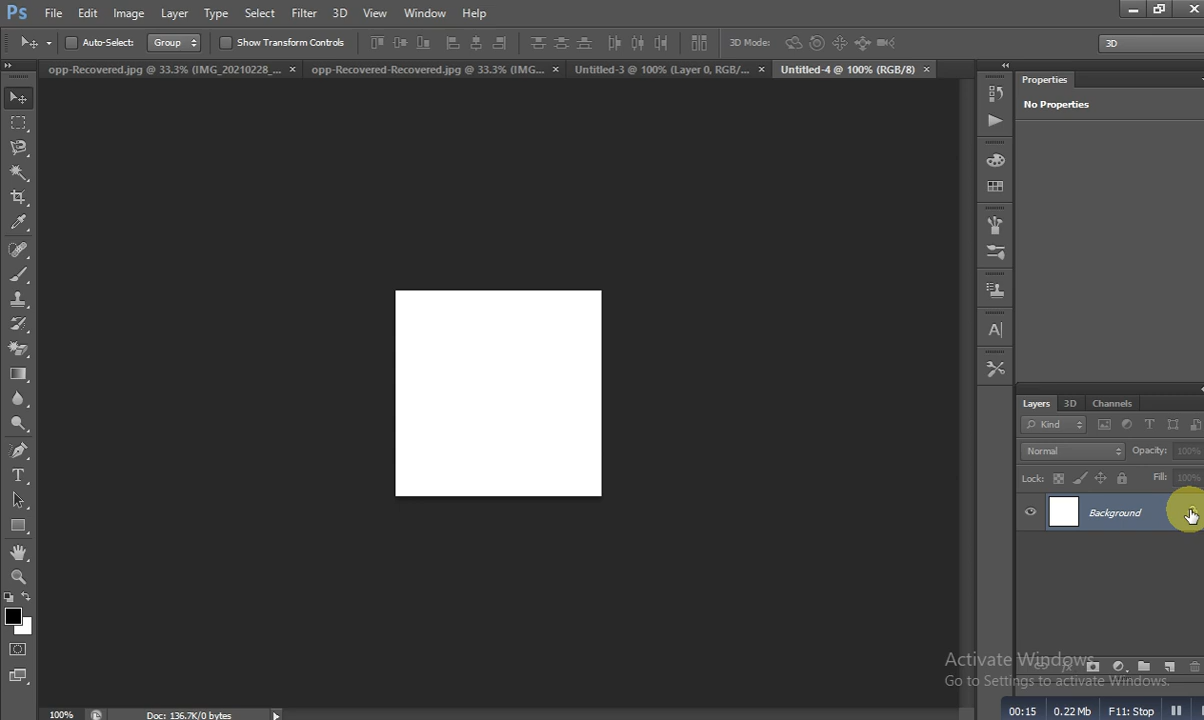 Ps File Edit Image Layer Type Select Filter 3D View Window Help
Auto-Select: Group Show Transform Controls 3D Mode: 3D
opp-Recovered.jpg @ 33.3% (IMG_20210228_... × opp-Recovered-Recovered.jpg @ 33.3% (IMG... × Untitled-3 @ 100% (Layer 0, RGB/... × Untitled-4 @ 100% (RGB/8) ×
Properties
No Properties
Layers 3D Channels
Kind
Normal Opacity: 100%
Lock: Fill: 100%
Background
Activate Windows
Go to Settings to activate Windows.
100% Doc: 136.7K/0 bytes
00:15 0.22 Mb F11: Stop